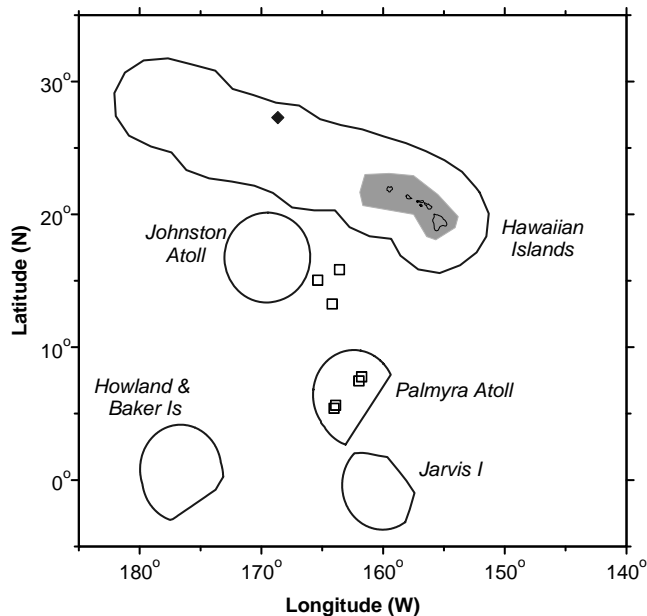 30°
20°
10°
0°
Latitude (N)
Hawaiian
Islands
Johnston
Atoll
Palmyra Atoll
Howland &
Baker Is
Jarvis I
180°
170°
160°
150°
140°
Longitude (W)